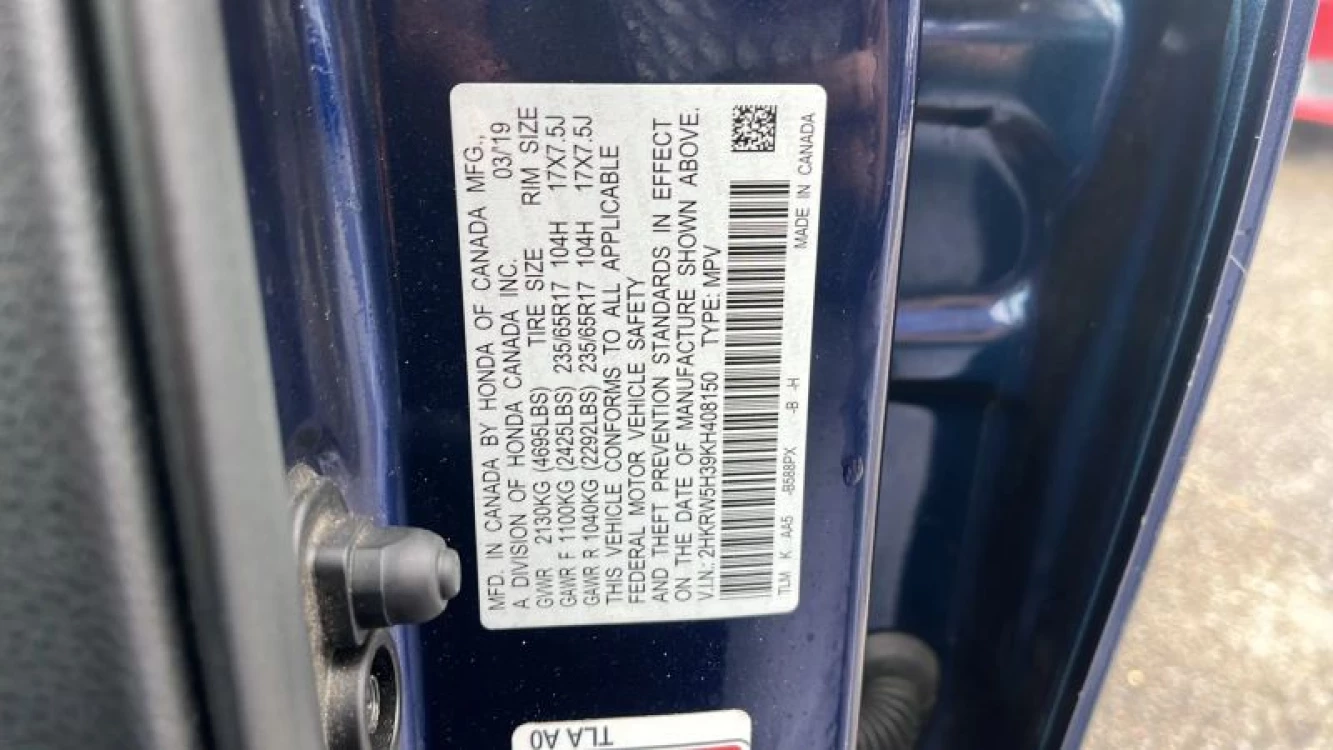 MFD. IN CANADA BY HONDA OF CANADA MFG.,
A DIVISION OF HONDA CANADA INC. 03/'19
GVWR 2130KG (4695LBS) TIRE SIZE RIM SIZE
GAWR F 1100KG (2425LBS) 235/65R17 104H 17X7.5J
GAWR R 1040KG (2292LBS) 235/65R17 104H 17X7.5J
THIS VEHICLE CONFORMS TO ALL APPLICABLE
FEDERAL MOTOR VEHICLE SAFETY
AND THEFT PREVENTION STANDARDS IN EFFECT
ON THE DATE OF MANUFACTURE SHOWN ABOVE.
V.I.N.: 2HKRW5H39KH408150 TYPE: MPV
TLM K AA5 -B588PX -B -H MADE IN CANADA
TLA A0